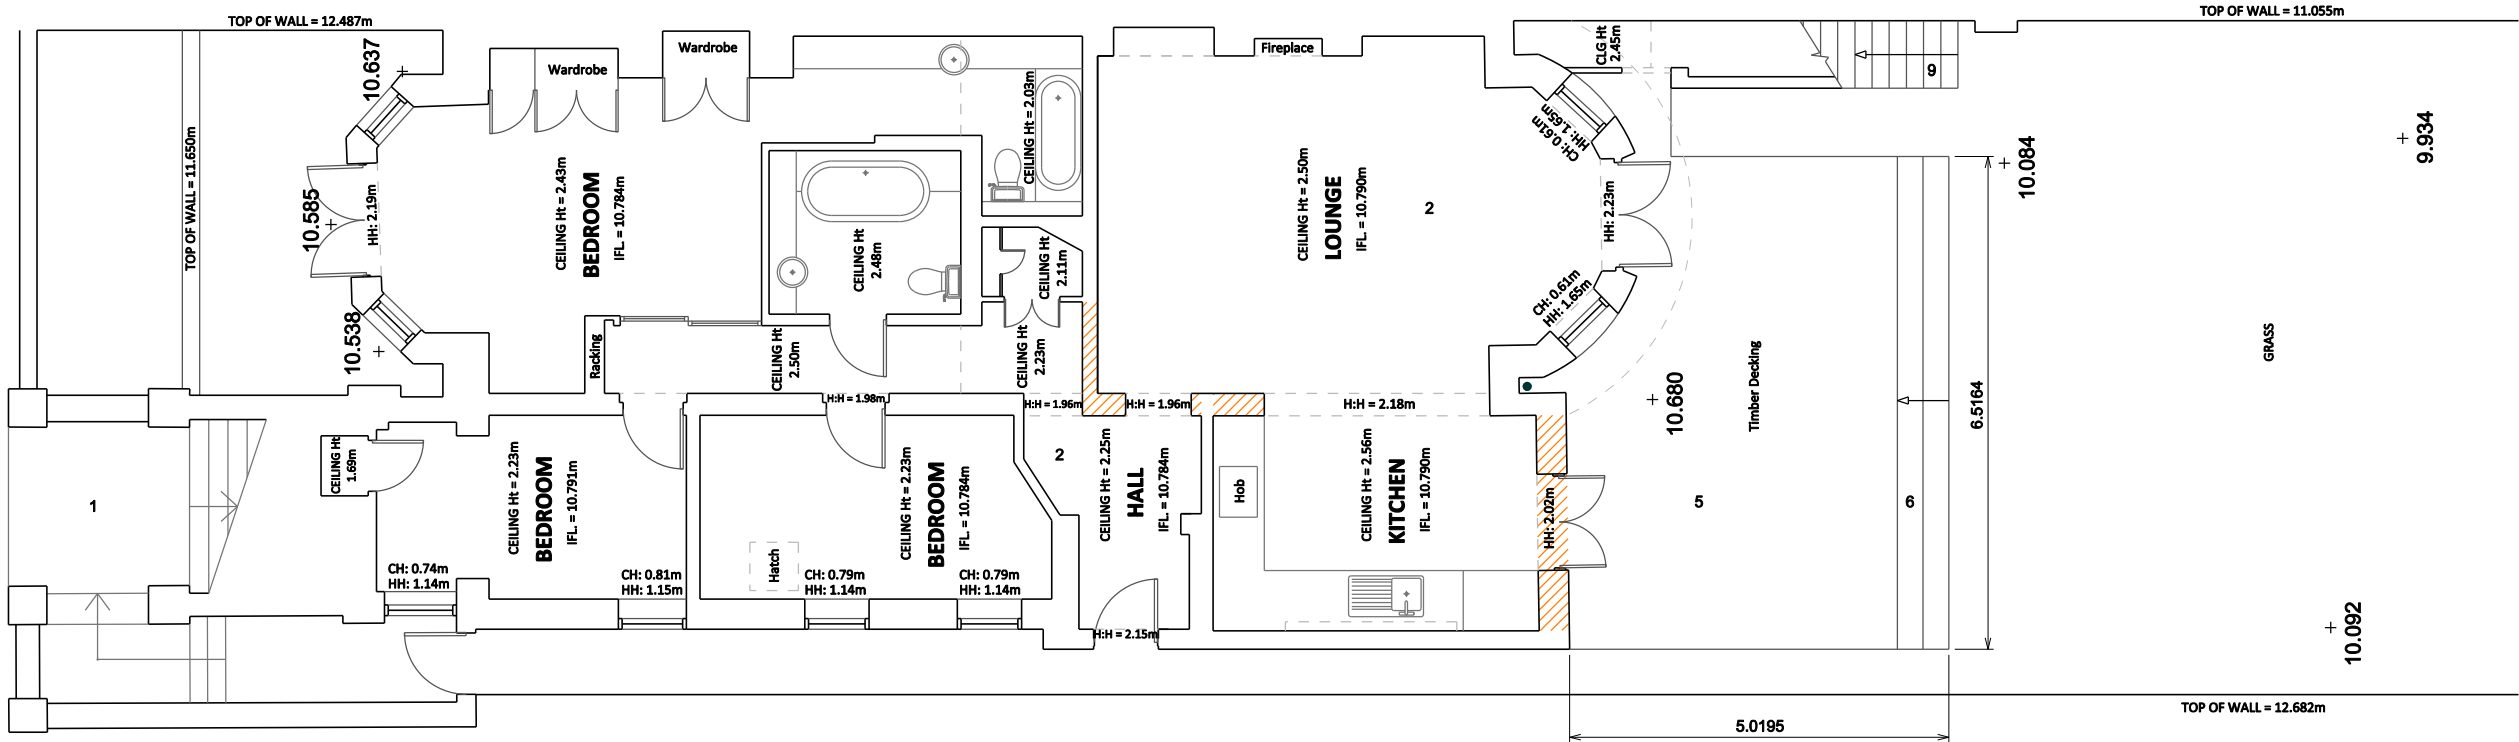 TOP OF WALL = 12.487m
TOP OF WALL = 11.055m
10.637
TOP OF WALL = 11.650m
10.585
HH: 2.19m
10.538
Wardrobe
Wardrobe
CEILING Ht = 2.43m
BEDROOM
IFL. = 10.784m
Racking
CEILING Ht
2.50m
CEILING Ht
2.48m
CEILING Ht = 2.03m
CEILING Ht
2.11m
CEILING Ht
2.23m
Fireplace
CEILING Ht = 2.50m
LOUNGE
IFL. = 10.790m
2
CLG Ht
2.45m
9
CH: 0.61m
HH: 1.65m
HH: 2.23m
CH: 0.61m
HH: 1.65m
10.084
9.934
10.680
Timber Decking
6.5164
GRASS
H:H = 1.98m
H:H = 1.96m
H:H = 1.96m
H:H = 2.18m
1
CEILING Ht
1.69m
CEILING Ht = 2.23m
BEDROOM
IFL. = 10.791m
CH: 0.74m
HH: 1.14m
CH: 0.81m
HH: 1.15m
CEILING Ht = 2.23m
BEDROOM
IFL. = 10.784m
Hatch
CH: 0.79m
HH: 1.14m
CH: 0.79m
HH: 1.14m
2
CEILING Ht = 2.25m
HALL
IFL. = 10.784m
H:H = 2.15m
Hob
CEILING Ht = 2.56m
KITCHEN
IFL. = 10.790m
HH: 2.02m
5
6
10.092
TOP OF WALL = 12.682m
5.0195